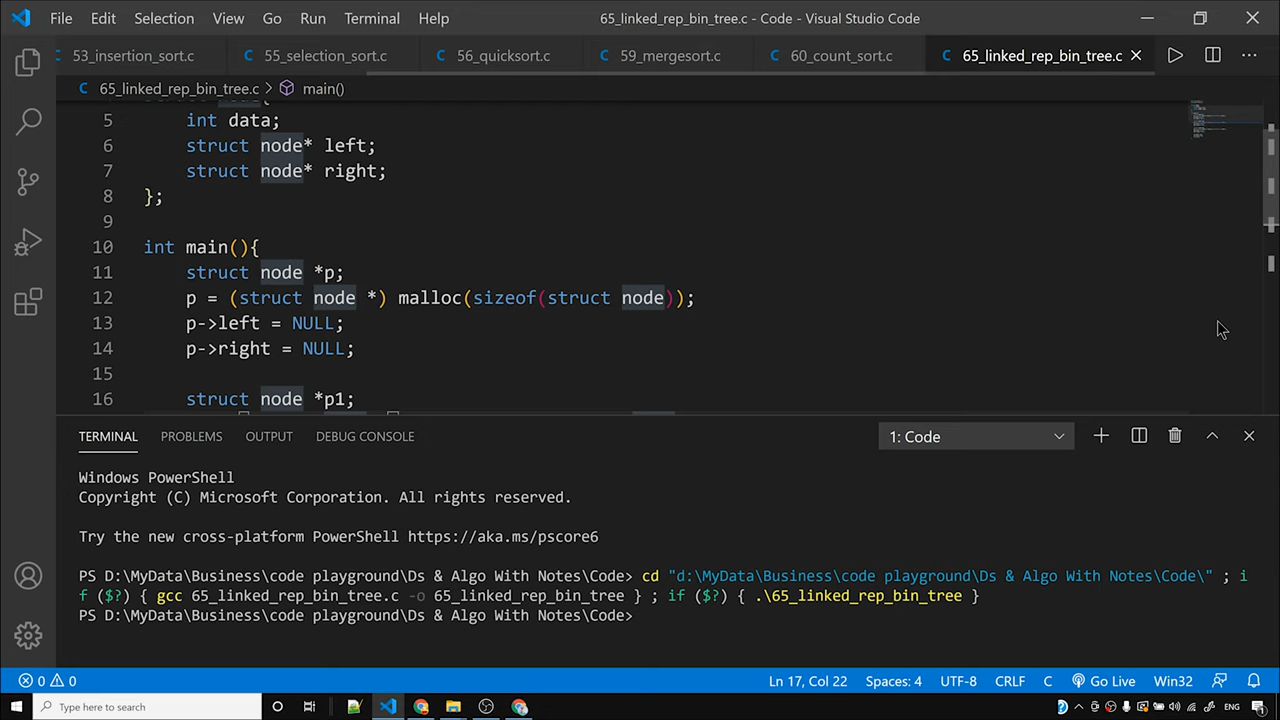 File Edit Selection View Go Run Terminal Help 65_linked_rep_bin_tree.c - Code - Visual Studio Code
C 53_insertion_sort.c C 55_selection_sort.c C 56_quicksort.c C 59_mergesort.c C 60_count_sort.c C 65_linked_rep_bin_tree.c
C 65_linked_rep_bin_tree.c > main()
5 int data;
6 struct node* left;
7 struct node* right;
8 };
9
10 int main(){
11 struct node *p;
12 p = (struct node *) malloc(sizeof(struct node));
13 p->left = NULL;
14 p->right = NULL;
15
16 struct node *p1;
TERMINAL PROBLEMS OUTPUT DEBUG CONSOLE 1: Code
Windows PowerShell
Copyright (C) Microsoft Corporation. All rights reserved.
Try the new cross-platform PowerShell https://aka.ms/pscore6
PS D:\MyData\Business\code playground\Ds & Algo With Notes\Code> cd "d:\MyData\Business\code playground\Ds & Algo With Notes\Code\" ; i
f ($?) { gcc 65_linked_rep_bin_tree.c -o 65_linked_rep_bin_tree } ; if ($?) { .\65_linked_rep_bin_tree }
PS D:\MyData\Business\code playground\Ds & Algo With Notes\Code>
0 0 Ln 17, Col 22 Spaces: 4 UTF-8 CRLF C Go Live Win32
Type here to search ENG